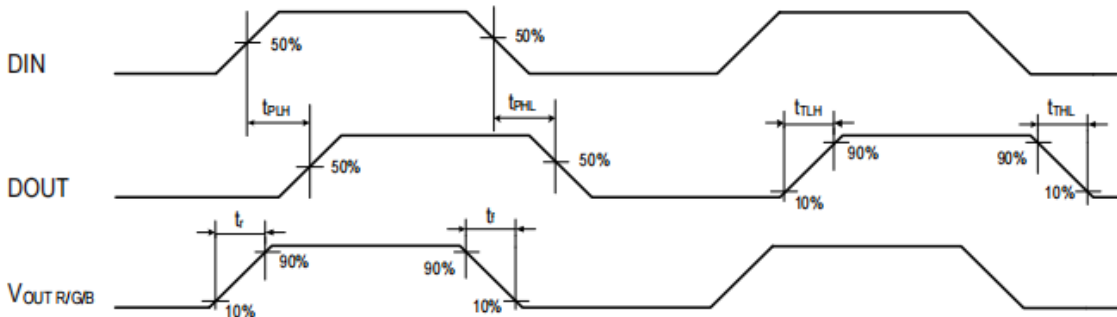 DIN
50%
50%
tPLH
tPHL
tTLH
tTHL
DOUT
50%
50%
90%
90%
10%
10%
tr
tf
VOUT R/G/B
90%
90%
10%
10%